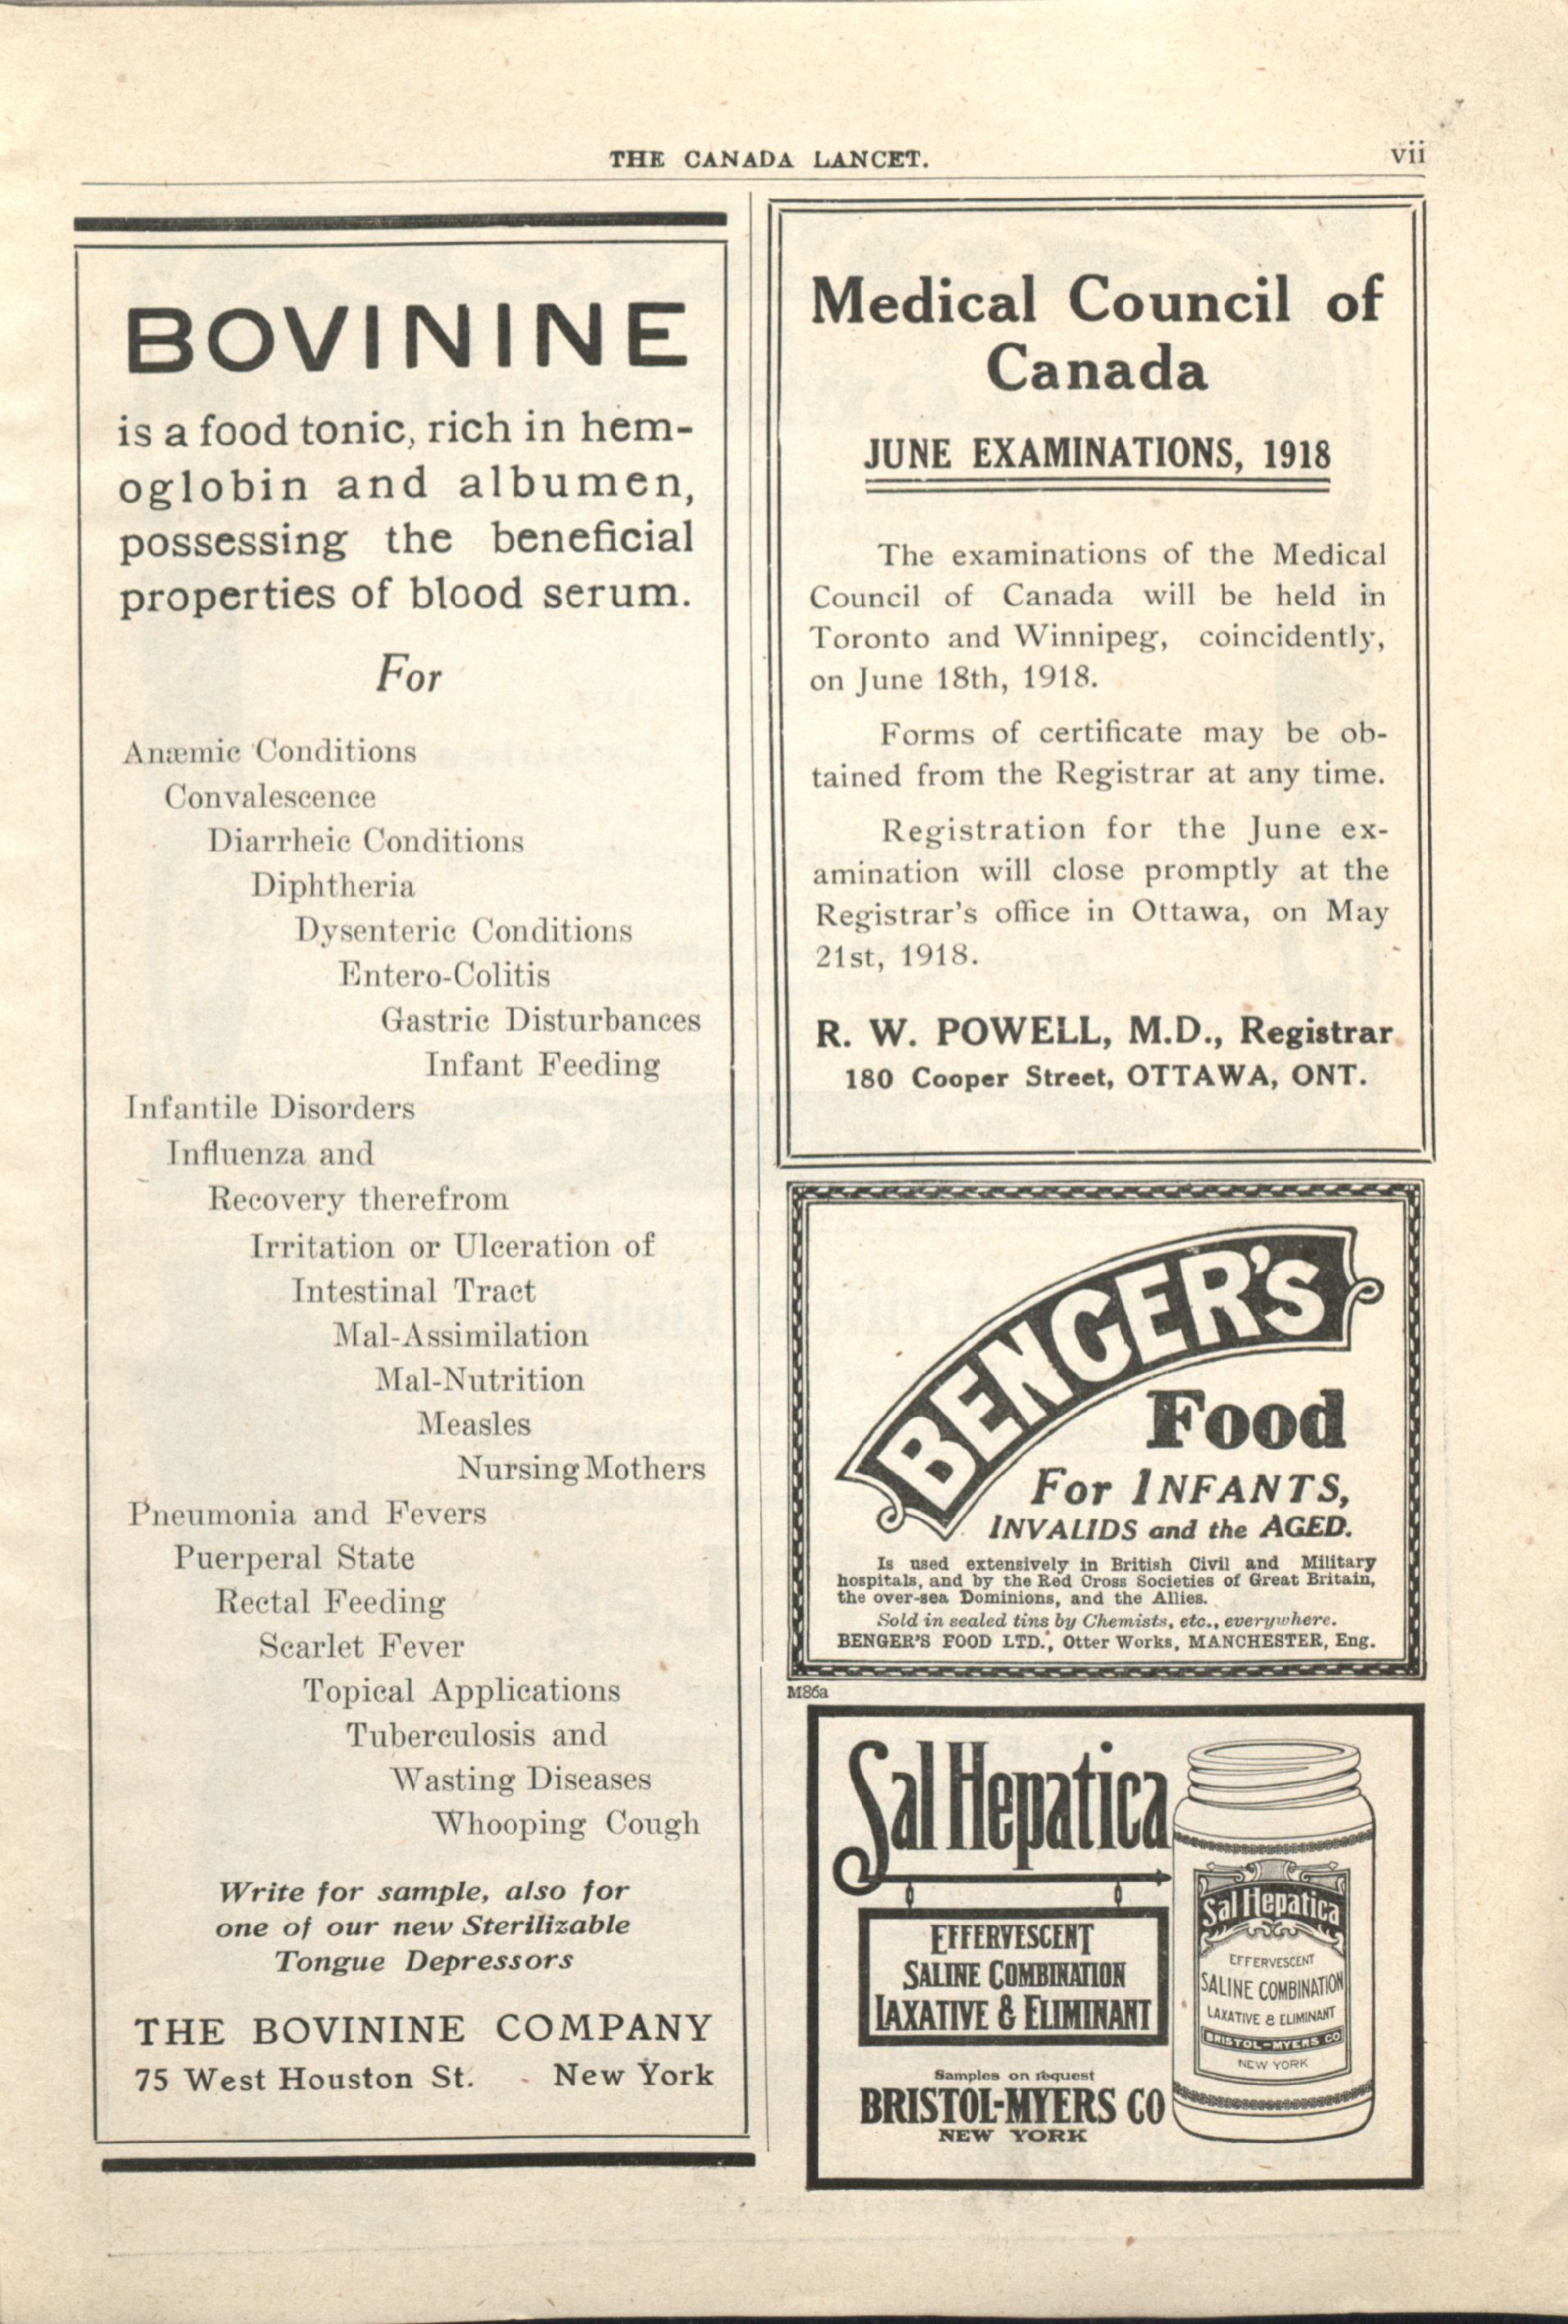 THE CANADA LANCET.
vii
BOVININE
is a food tonic, rich in hem-
oglobin and albumen,
possessing the beneficial
properties of blood serum.
For
Anæmic Conditions
Convalescence
Diarrheic Conditions
Diphtheria
Dysenteric Conditions
Entero-Colitis
Gastric Disturbances
Infant Feeding
Infantile Disorders
Influenza and
Recovery therefrom
Irritation or Ulceration of
Intestinal Tract
Mal-Assimilation
Mal-Nutrition
Measles
Nursing Mothers
Pneumonia and Fevers
Puerperal State
Rectal Feeding
Scarlet Fever
Topical Applications
Tuberculosis and
Wasting Diseases
Whooping Cough
Write for sample, also for
one of our new Sterilizable
Tongue Depressors
THE BOVININE COMPANY
75 West Houston St. - New York
Medical Council of
Canada
JUNE EXAMINATIONS, 1918
The examinations of the Medical
Council of Canada will be held in
Toronto and Winnipeg, coincidently,
on June 18th, 1918.
Forms of certificate may be ob-
tained from the Registrar at any time.
Registration for the June ex-
amination will close promptly at the
Registrar's office in Ottawa, on May
21st, 1918.
R. W. POWELL, M.D., Registrar
180 Cooper Street, OTTAWA, ONT.
BENGER'S
Food
For INFANTS,
INVALIDS and the AGED.
Is used extensively in British Civil and Military
hospitals, and by the Red Cross Societies of Great Britain,
the over-sea Dominions, and the Allies.
Sold in sealed tins by Chemists, etc., everywhere.
BENGER'S FOOD LTD., Otter Works, MANCHESTER, Eng.
M86a
Sal Hepatica
EFFERVESCENT
SALINE COMBINATION
LAXATIVE & ELIMINANT
Samples on request
BRISTOL-MYERS CO
NEW YORK
Sal Hepatica
EFFERVESCENT
SALINE COMBINATION
LAXATIVE & ELIMINANT
BRISTOL-MYERS CO
NEW YORK